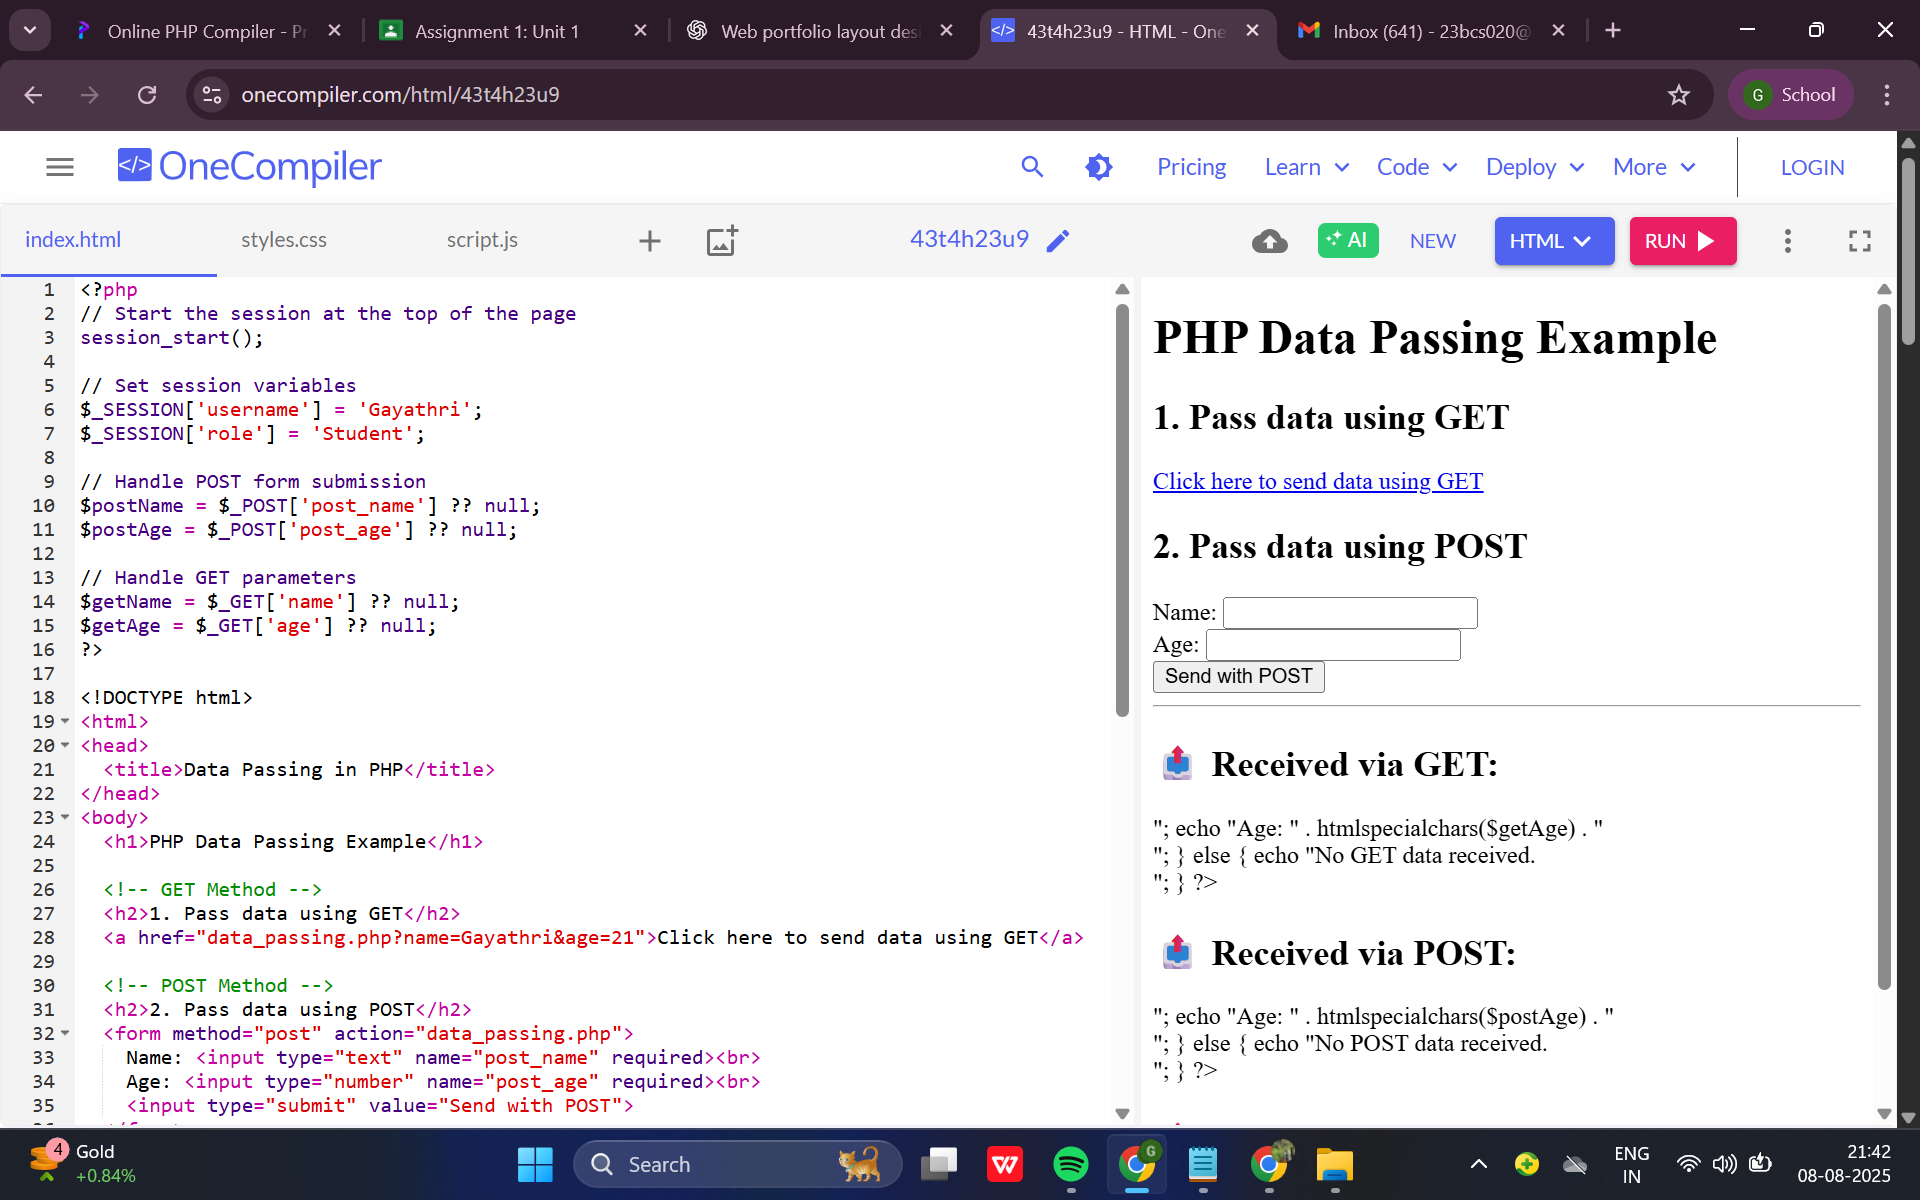 Online PHP Compiler - Pr
Assignment 1: Unit 1
Web portfolio layout desi
43t4h23u9 - HTML - One
Inbox (641) - 23bcs020@
onecompiler.com/html/43t4h23u9
G School
</> OneCompiler
Pricing
Learn
Code
Deploy
More
LOGIN
index.html
styles.css
script.js
43t4h23u9
AI
NEW
HTML
RUN
1 <?php
2 // Start the session at the top of the page
3 session_start();
4
5 // Set session variables
6 $_SESSION['username'] = 'Gayathri';
7 $_SESSION['role'] = 'Student';
8
9 // Handle POST form submission
10 $postName = $_POST['post_name'] ?? null;
11 $postAge = $_POST['post_age'] ?? null;
12
13 // Handle GET parameters
14 $getName = $_GET['name'] ?? null;
15 $getAge = $_GET['age'] ?? null;
16 ?>
17
18 <!DOCTYPE html>
19 <html>
20 <head>
21 <title>Data Passing in PHP</title>
22 </head>
23 <body>
24 <h1>PHP Data Passing Example</h1>
25
26 <!-- GET Method -->
27 <h2>1. Pass data using GET</h2>
28 <a href="data_passing.php?name=Gayathri&age=21">Click here to send data using GET</a>
29
30 <!-- POST Method -->
31 <h2>2. Pass data using POST</h2>
32 <form method="post" action="data_passing.php">
33 Name: <input type="text" name="post_name" required><br>
34 Age: <input type="number" name="post_age" required><br>
35 <input type="submit" value="Send with POST">
PHP Data Passing Example
1. Pass data using GET
Click here to send data using GET
2. Pass data using POST
Name:
Age:
Send with POST
Received via GET:
"; echo "Age: " . htmlspecialchars($getAge) . "
"; } else { echo "No GET data received.
"; } ?>
Received via POST:
"; echo "Age: " . htmlspecialchars($postAge) . "
"; } else { echo "No POST data received.
"; } ?>
4
Gold
+0.84%
Search
W
G
ENG
IN
21:42
08-08-2025